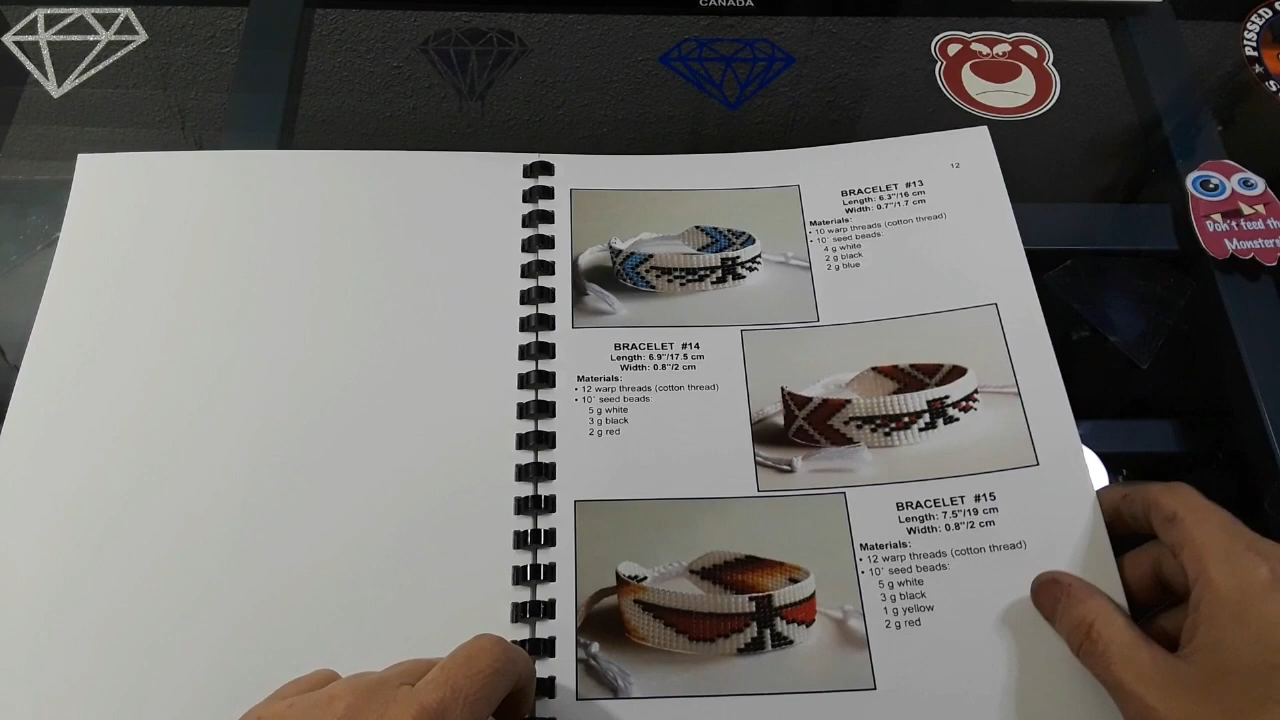 CANADA
PISSED
Don't feed the
Monsters
12
BRACELET #13
Length: 6.3"/16 cm
Width: 0.7"/1.7 cm
Materials:
• 10 warp threads (cotton thread)
• 10˚ seed beads:
4 g white
2 g black
2 g blue
BRACELET #14
Length: 6.9"/17.5 cm
Width: 0.8"/2 cm
Materials:
• 12 warp threads (cotton thread)
• 10˚ seed beads:
5 g white
3 g black
2 g red
BRACELET #15
Length: 7.5"/19 cm
Width: 0.8"/2 cm
Materials:
• 12 warp threads (cotton thread)
• 10˚ seed beads:
5 g white
3 g black
1 g yellow
2 g red